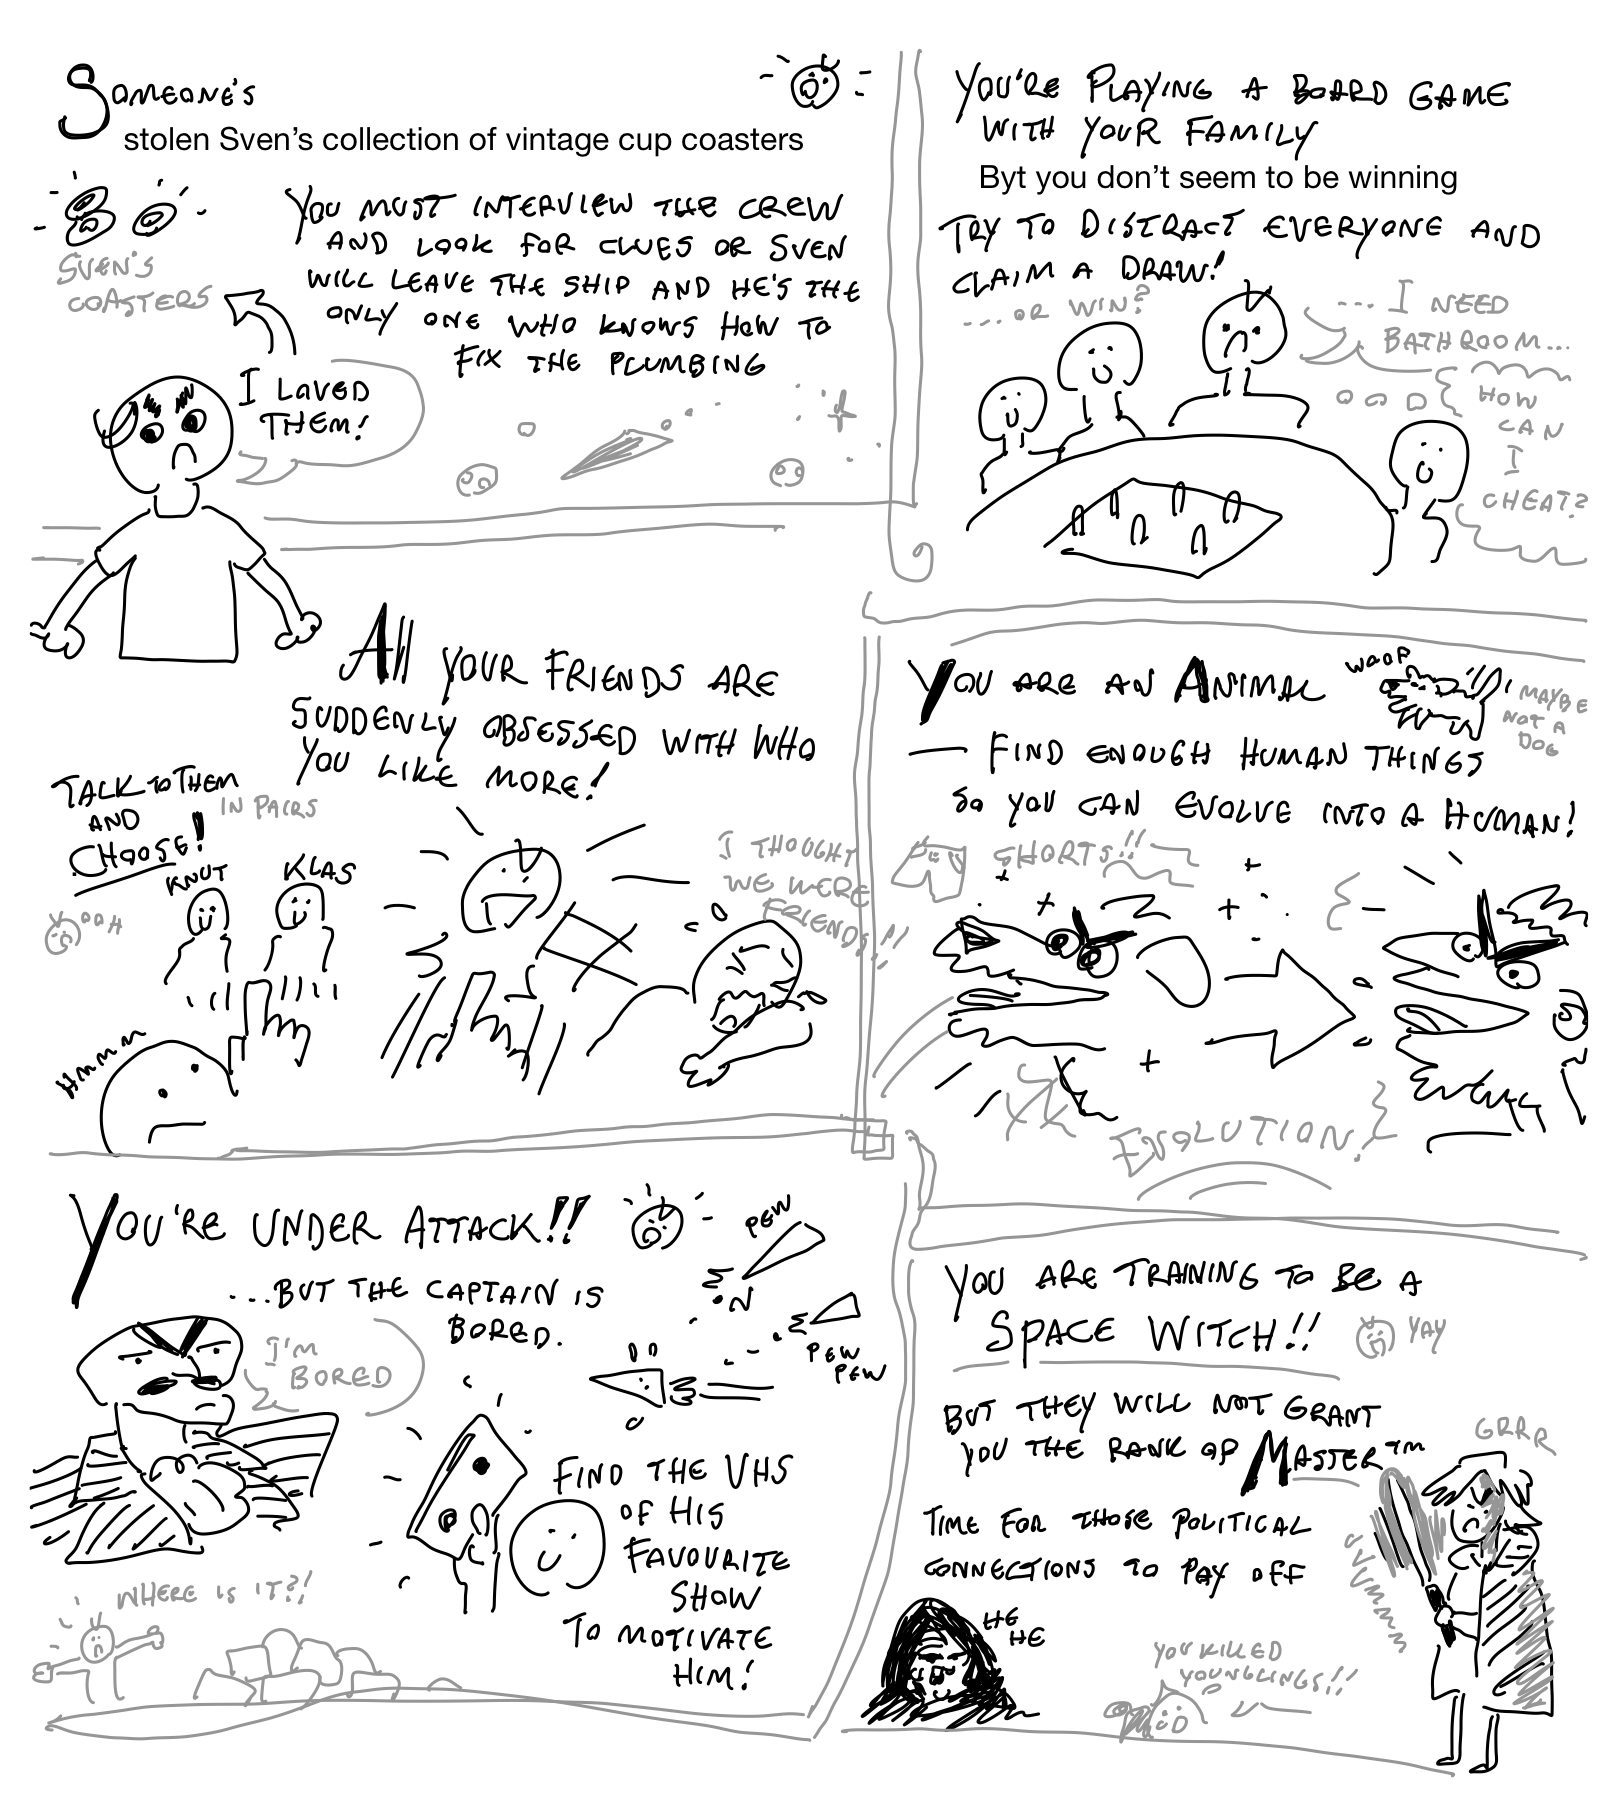 SOMEONE'S
stolen Sven's collection of vintage cup coasters
SVEN'S
COASTERS
YOU MUST INTERVIEW THE CREW
AND LOOK FOR CLUES OR SVEN
WILL LEAVE THE SHIP AND HE'S THE
ONLY ONE WHO KNOWS HOW TO
FIX THE PLUMBING
I LOVED
THEM!
YOU'RE PLAYING A BOARD GAME
WITH YOUR FAMILY
Byt you don't seem to be winning
TRY TO DISTRACT EVERYONE AND
CLAIM A DRAW!
...OR WIN?
... I NEED
BATHROOM...
HOW
CAN
I
CHEAT?
All YOUR FRIENDS ARE
SUDDENLY OBSESSED WITH WHO
YOU LIKE MORE!
TALK TO THEM
AND
CHOOSE!
IN PAIRS
KNUT
KLAS
OOH
HMMM
I THOUGHT
WE WERE
FRIENDS!!
YOU ARE AN ANIMAL
WOOP
MAYBE
NOT A
DOG
— FIND ENOUGH HUMAN THINGS
SO YOU CAN EVOLVE INTO A HUMAN!
SHORTS!!
EVOLUTION!
YOU'RE UNDER ATTACK!!
...BUT THE CAPTAIN IS
BORED.
PEW
PEW
PEW
I'M
BORED
FIND THE VHS
OF HIS
FAVOURITE
SHOW
TO MOTIVATE
HIM!
WHERE IS IT?!
YOU ARE TRAINING TO BE A
SPACE WITCH!!
YAY
BUT THEY WILL NOT GRANT
YOU THE RANK OF MASTER™
GRRR
TIME FOR THOSE POLITICAL
CONNECTIONS TO PAY OFF
HE
HE
YOU KILLED
YOUNGLINGS!!